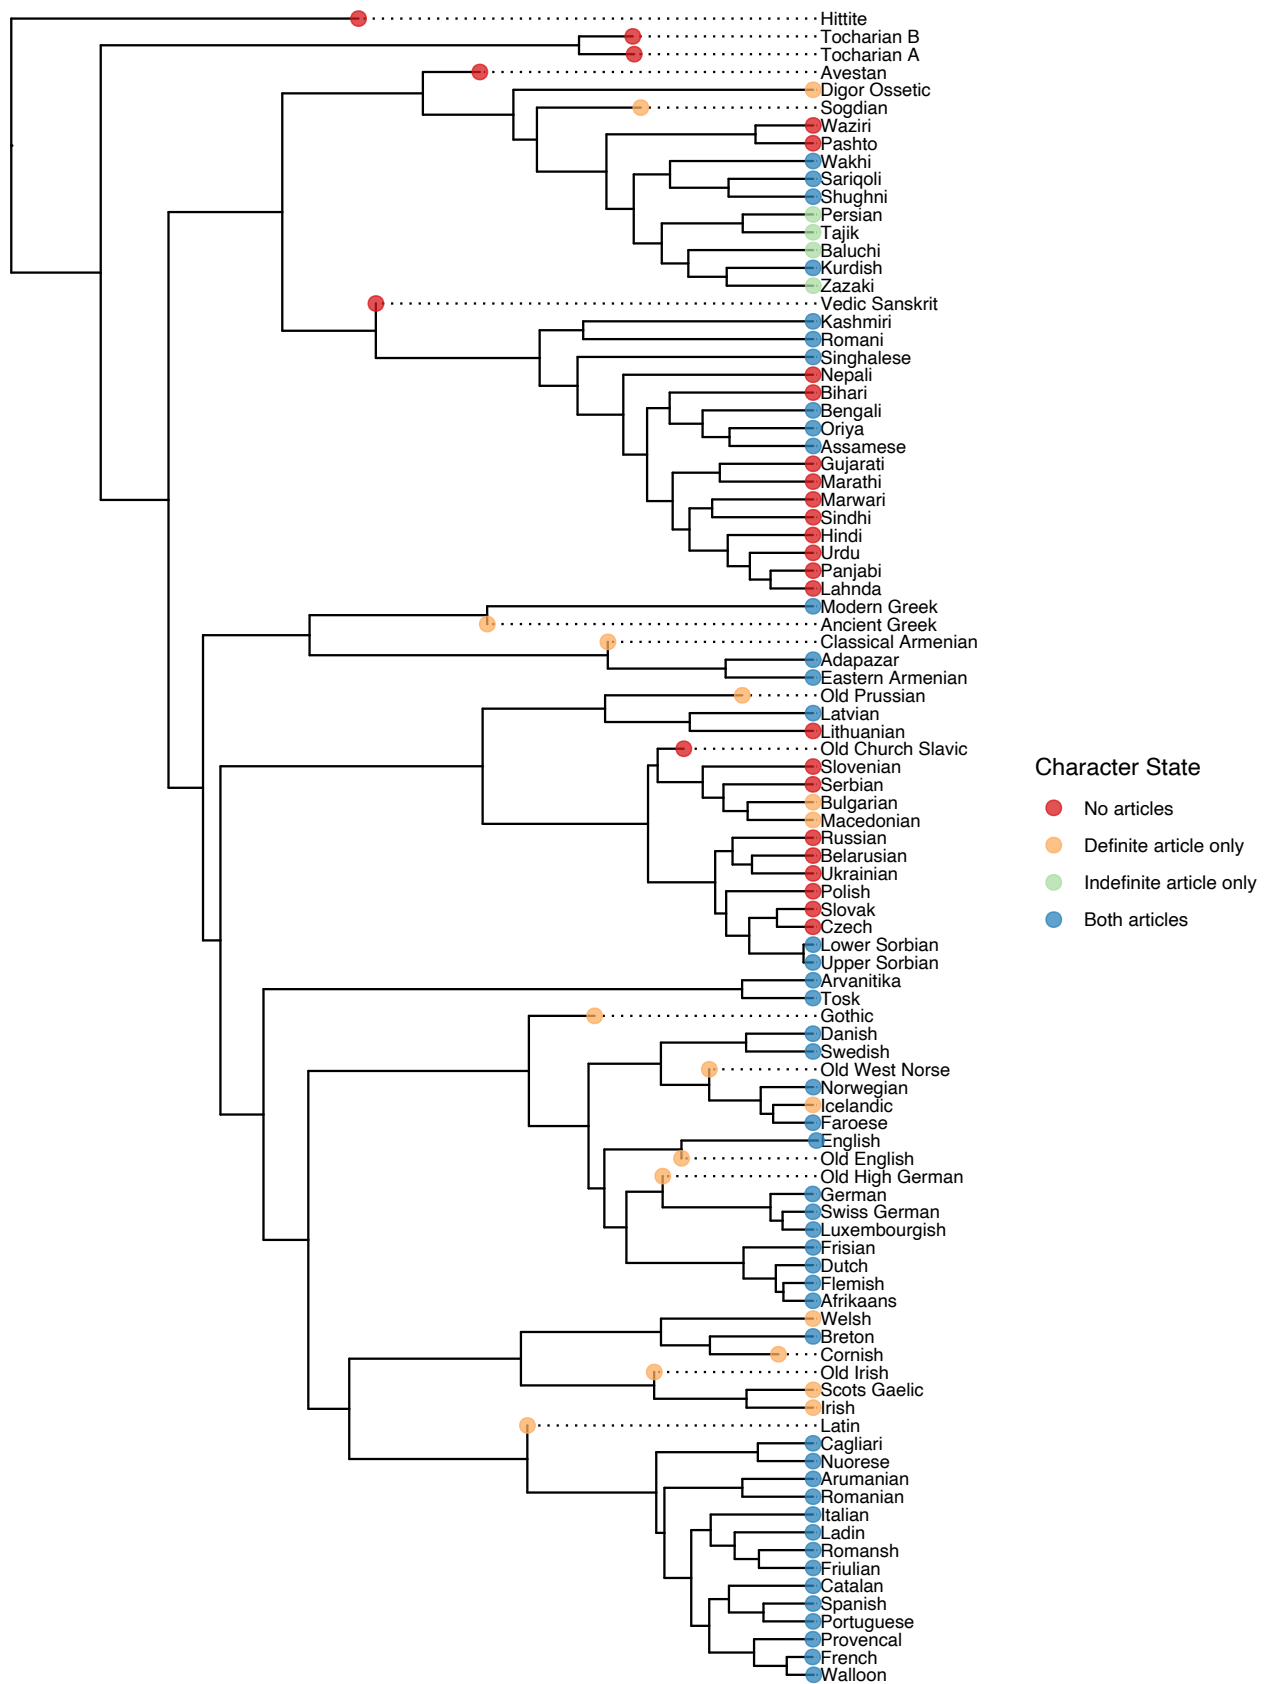 Hittite
Tocharian B
Tocharian A
Avestan
Digor Ossetic
Sogdian
Waziri
Pashto
Wakhi
Sariqoli
Shughni
Persian
Tajik
Baluchi
Kurdish
Zazaki
Vedic Sanskrit
Kashmiri
Romani
Singhalese
Nepali
Bihari
Bengali
Oriya
Assamese
Gujarati
Marathi
Marwari
Sindhi
Hindi
Urdu
Panjabi
Lahnda
Modern Greek
Ancient Greek
Classical Armenian
Adapazar
Eastern Armenian
Old Prussian
Latvian
Lithuanian
Old Church Slavic
Slovenian
Serbian
Bulgarian
Macedonian
Russian
Belarusian
Ukrainian
Polish
Slovak
Czech
Lower Sorbian
Upper Sorbian
Arvanitika
Tosk
Gothic
Danish
Swedish
Old West Norse
Norwegian
Icelandic
Faroese
English
Old English
Old High German
German
Swiss German
Luxembourgish
Frisian
Dutch
Flemish
Afrikaans
Welsh
Breton
Cornish
Old Irish
Scots Gaelic
Irish
Latin
Cagliari
Nuorese
Arumanian
Romanian
Italian
Ladin
Romansh
Friulian
Catalan
Spanish
Portuguese
Provencal
French
Walloon
Character State
No articles
Definite article only
Indefinite article only
Both articles